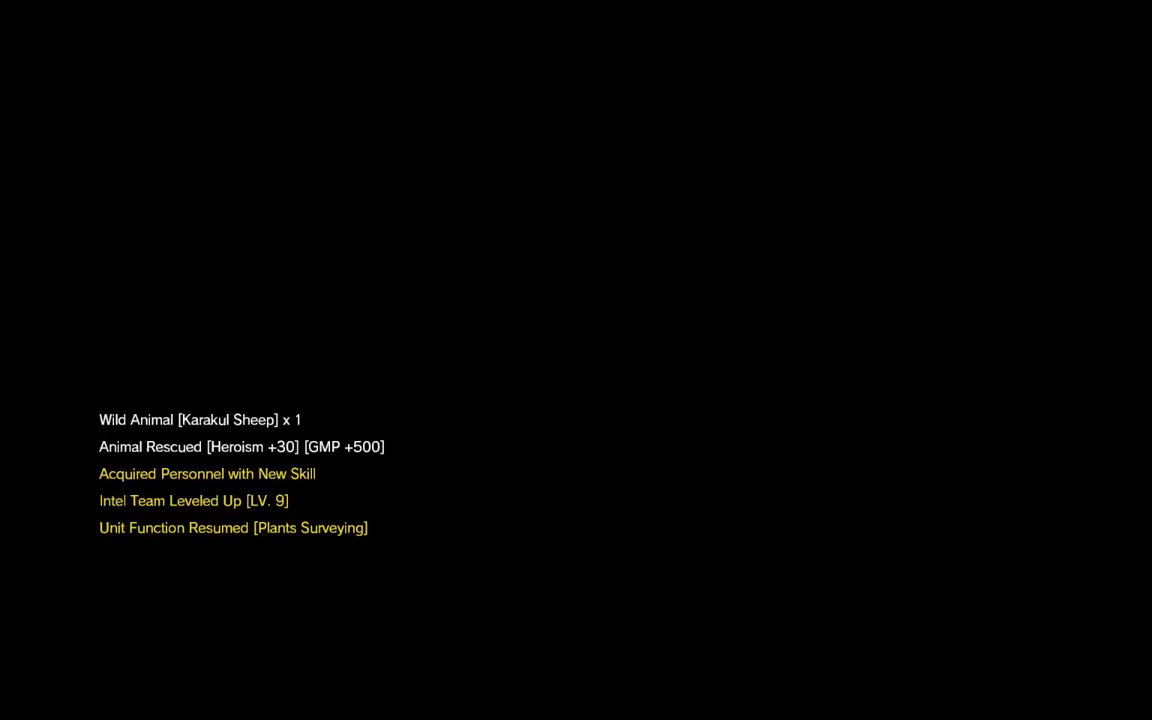 Wild Animal [Karakul Sheep] x 1
Animal Rescued [Heroism +30] [GMP +500]
Acquired Personnel with New Skill
Intel Team Leveled Up [LV. 9]
Unit Function Resumed [Plants Surveying]